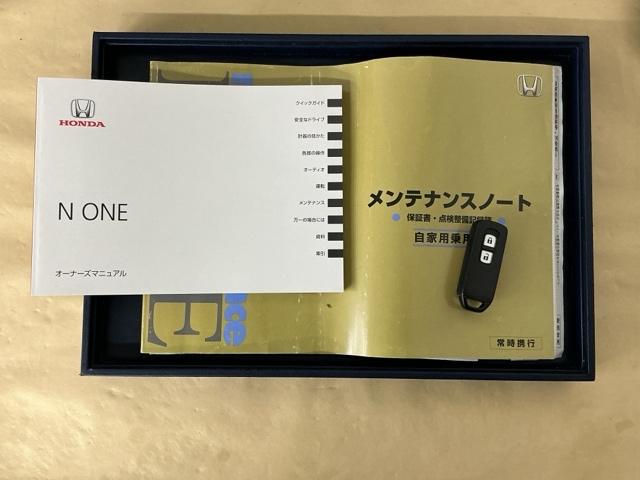 HONDA
N ONE
オーナーズマニュアル
クイックガイド
安全なドライブ
計器の見かた
各部の操作
オーディオ
運転
メンテナンス
万一の場合には
資料
索引
メンテナンスノート
保証書・点検整備記録簿
自家用乗用
常時携行
nce